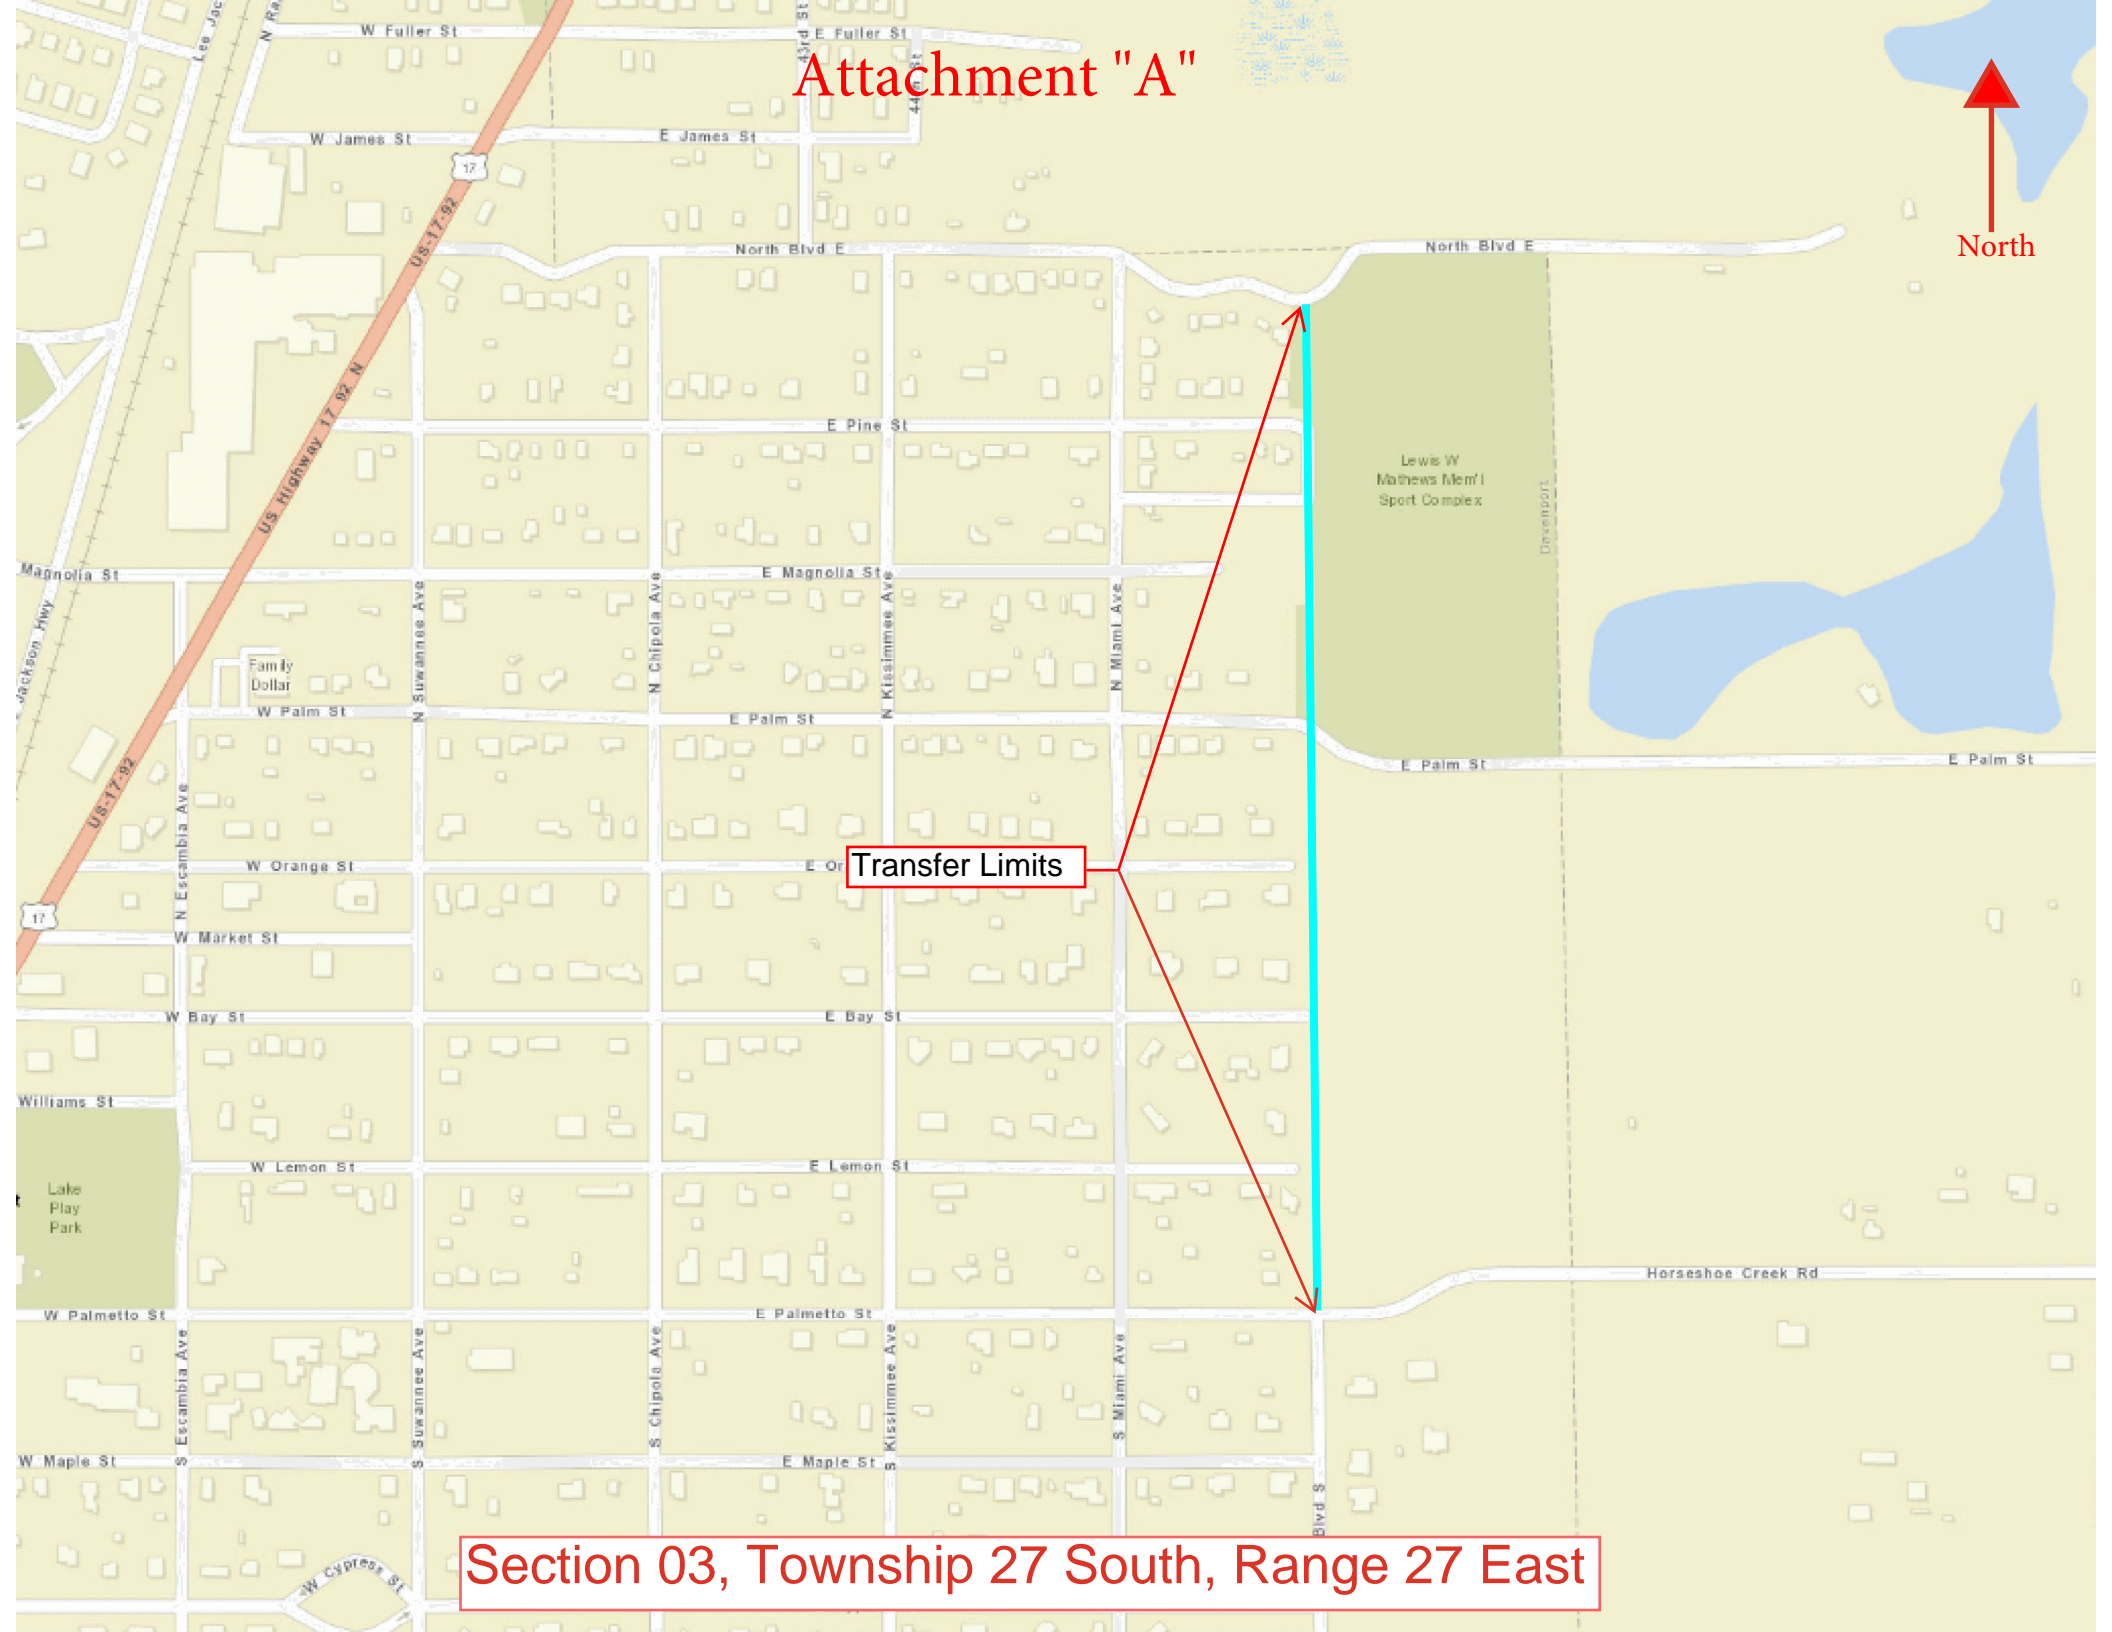 W Fuller St
43rd St
E Fuller St
Attachment "A"
44th St
W James St
E James St
17
US-17-92
North Blvd E
North Blvd E
North
US Highway 17 92 N
E Pine St
Lewis W
Mathews Mem'l
Sport Complex
Davenport
Magnolia St
E Magnolia St
Jackson Hwy
N Suwannee Ave
N Chipola Ave
N Kissimmee Ave
N Miami Ave
Family
Dollar
W Palm St
E Palm St
E Palm St
E Palm St
US-17-92
N Escambia Ave
W Orange St
E Or
Transfer Limits
17
W Market St
W Bay St
E Bay St
Williams St
W Lemon St
E Lemon St
Lake
Play
Park
t
Horseshoe Creek Rd
W Palmetto St
E Palmetto St
S Escambia Ave
S Suwannee Ave
S Chipola Ave
S Kissimmee Ave
S Miami Ave
W Maple St
E Maple St
Blvd S
W Cypress St
Section 03, Township 27 South, Range 27 East